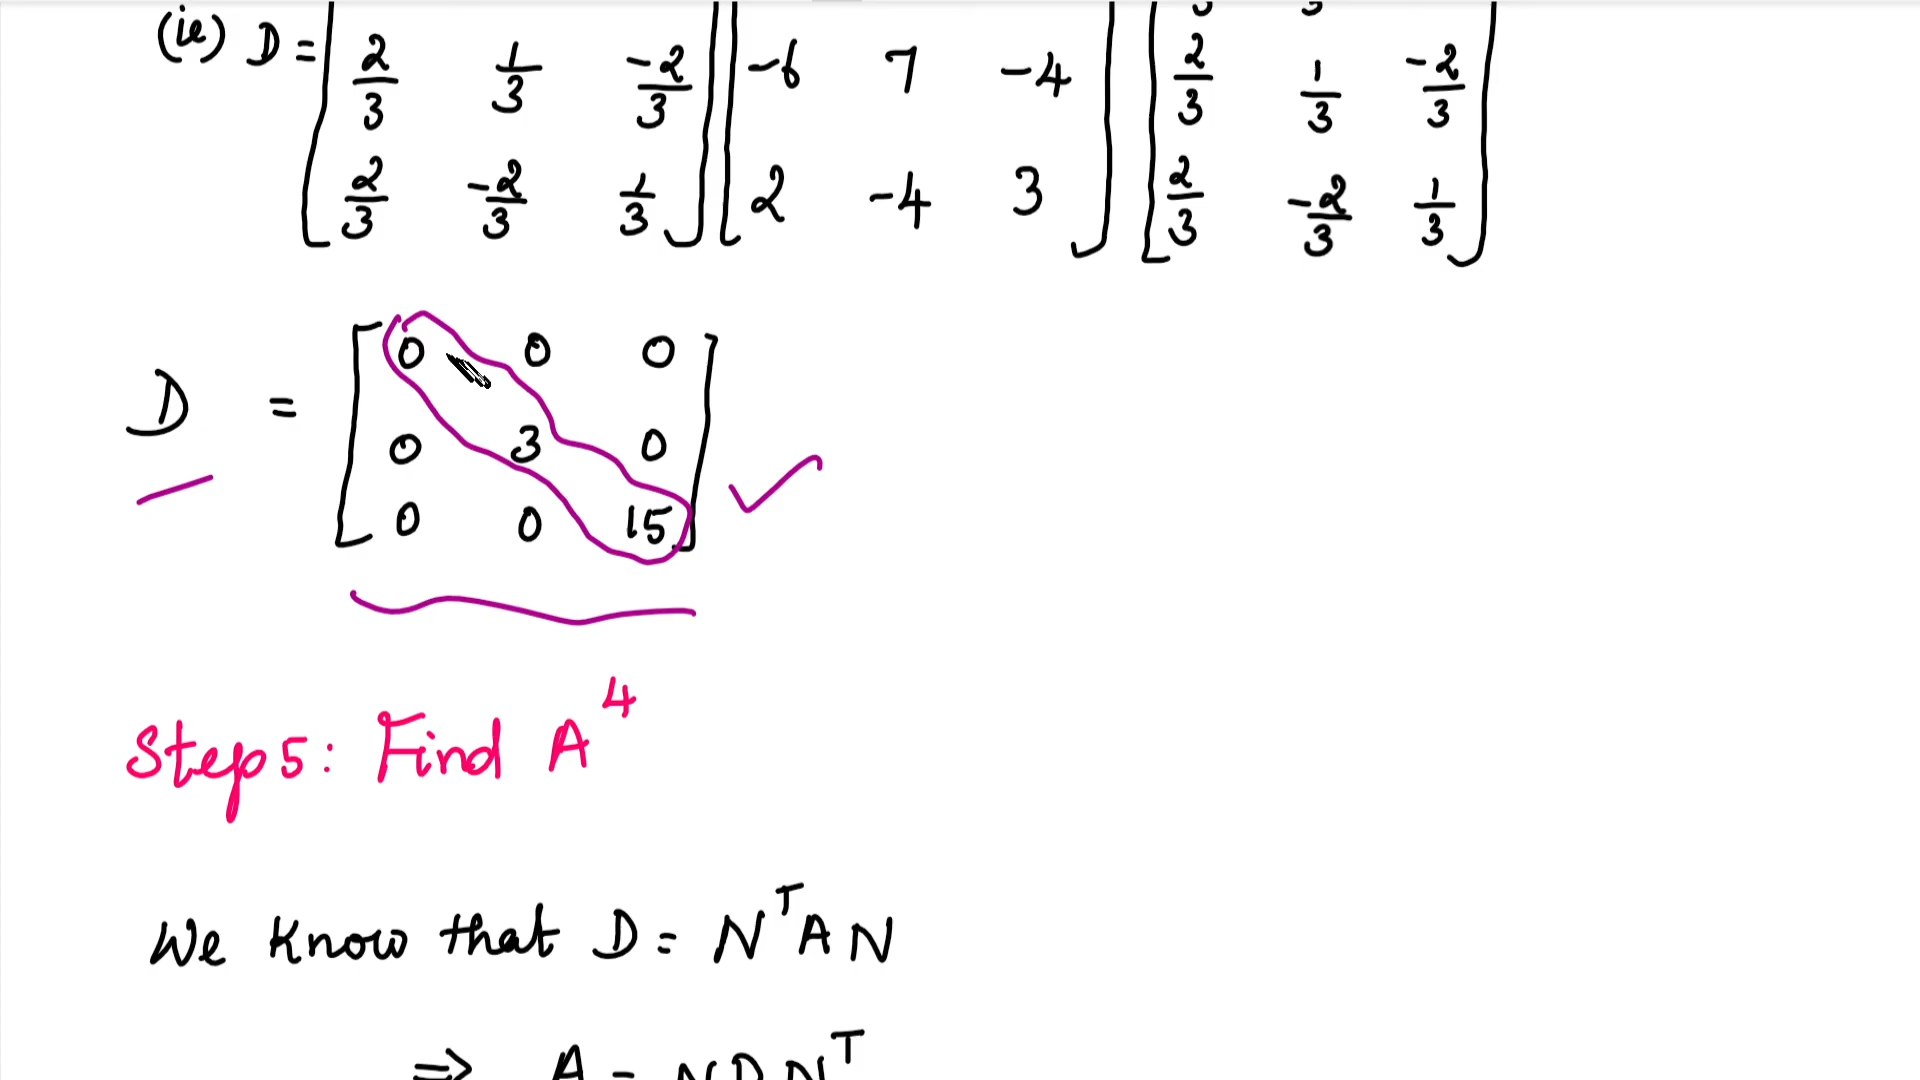 (ie) D = [ 2/3 1/3 -2/3 ] [ -6 7 -4 ] [ 2/3 1/3 -2/3 ]
[ 2/3 -2/3 1/3 ] [ 2 -4 3 ] [ 2/3 -2/3 1/3 ]
D = [ 0 0 0
0 3 0
0 0 15 ]
Step 5: Find A^4
We Know that D = N^T A N
⇒ A = N D N^T